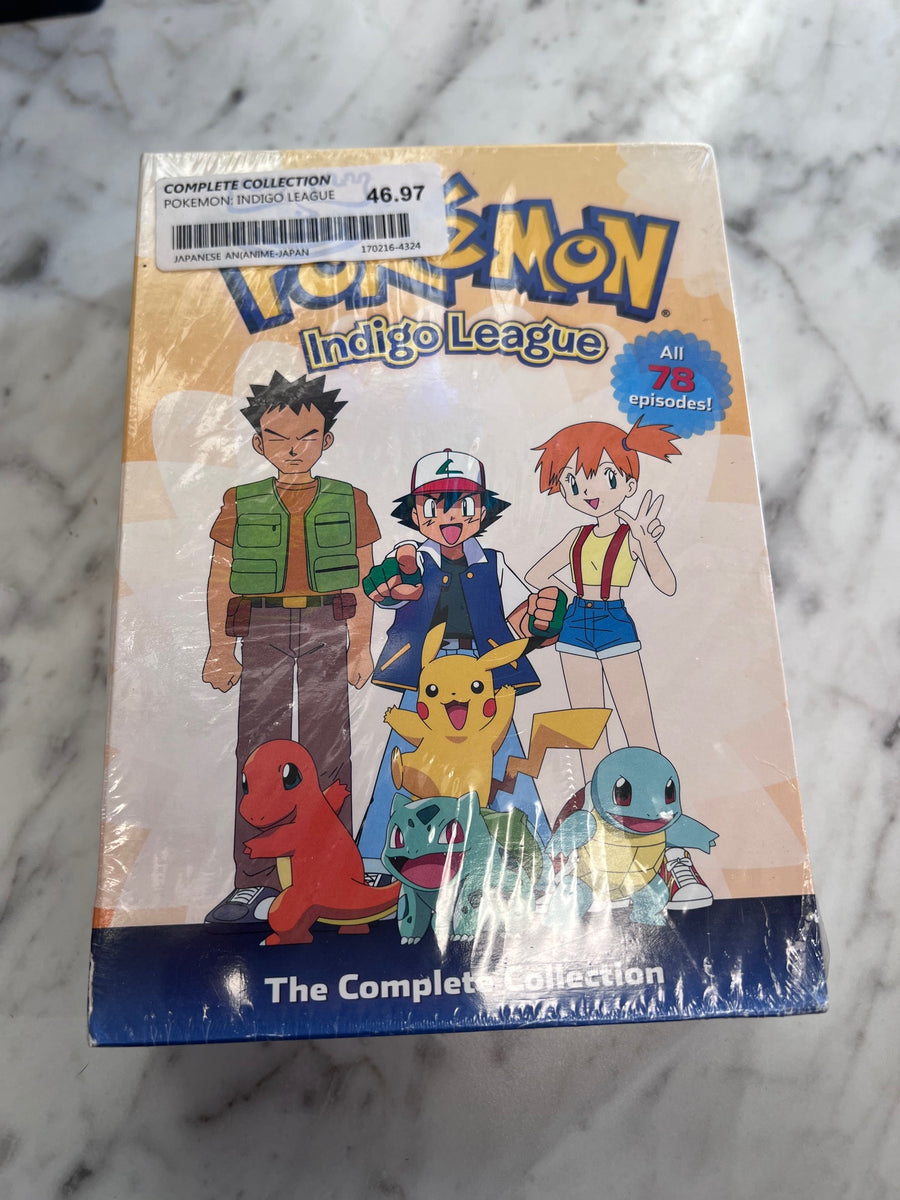 COMPLETE COLLECTION
POKEMON: INDIGO LEAGUE 46.97
JAPANESE AN(ANIME-JAPAN 170216-4324
POKÉMON®
Indigo League
All
78
episodes!
The Complete Collection